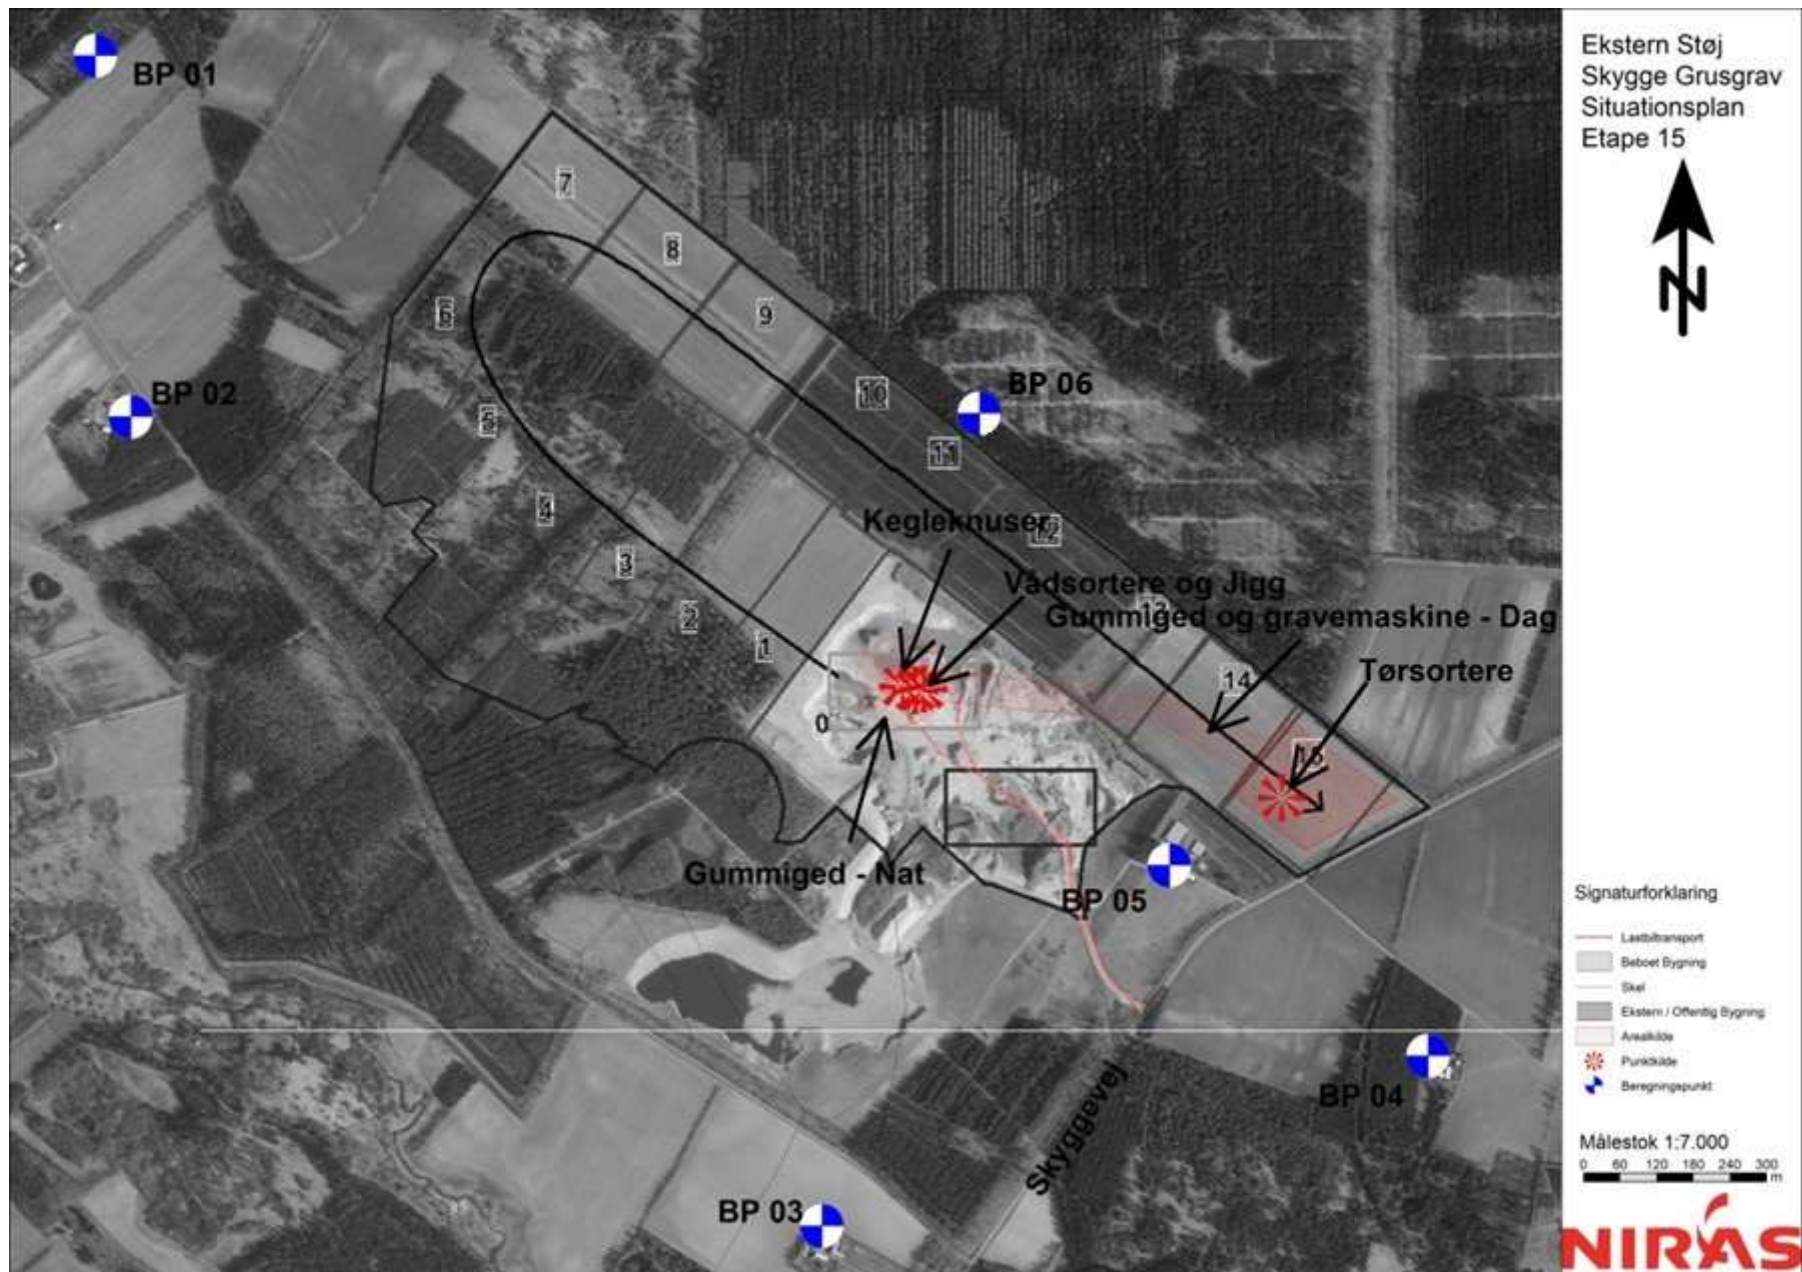 Ekstern Støj
Skygge Grusgrav
Situationsplan
Etape 15
N
BP 01
7
8
6
9
BP 02
10
BP 06
5
11
4
Kegleknuser
12
3
Vådsortere og Jigg
2
13
Gummiged og gravemaskine - Dag
1
14
Tørsortere
0
15
Gummiged - Nat
BP 05
BP 04
Skyggevej
BP 03
Signaturforklaring
Lastbiltransport
Beboet Bygning
Skel
Ekstern / Offentlig Bygning
Arealkilde
Punktkilde
Beregningspunkt
Målestok 1:7.000
0 60 120 180 240 300
m
NIRAS